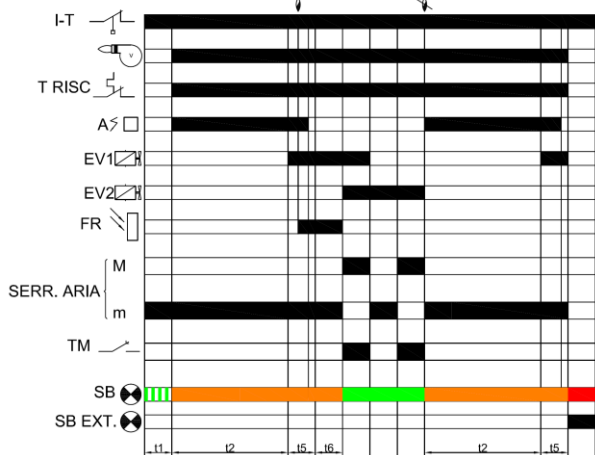 I-T
V
T RISC
A
EV1
EV2
FR
M
SERR. ARIA
m
TM
SB
SB EXT.
t1 t2 t5 t6 t2 t5